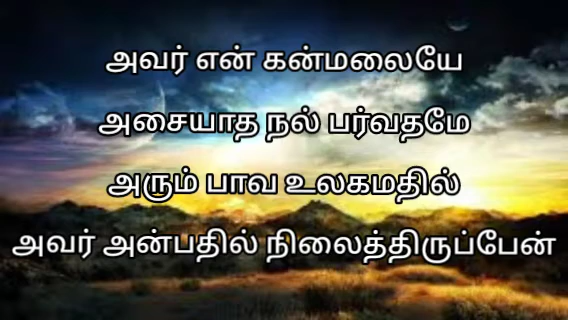 அவர் என் கன்மலையே
அசையாத நல் பர்வதமே
அரும் பாவ உலகமதில்
அவர் அன்பதில் நிலைத்திருப்பேன்